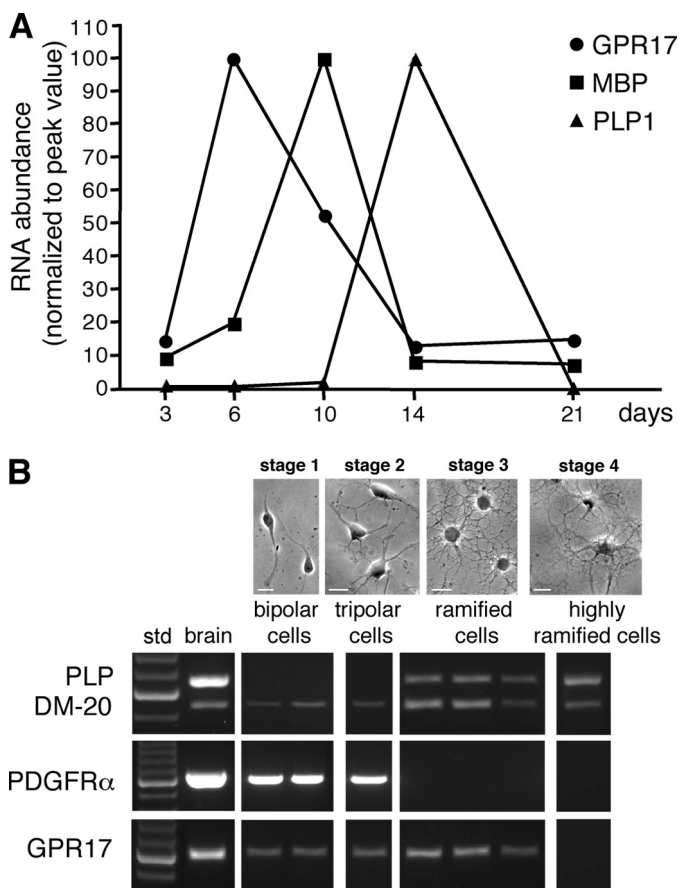 A
110
100
90
80
70
60
50
40
30
20
10
0
RNA abundance
(normalized to peak value)
GPR17
MBP
PLP1
3 6 10 14 21 days
B
stage 1 stage 2 stage 3 stage 4
bipolar cells
tripolar cells
ramified cells
highly ramified cells
std brain
PLP
DM-20
PDGFRα
GPR17